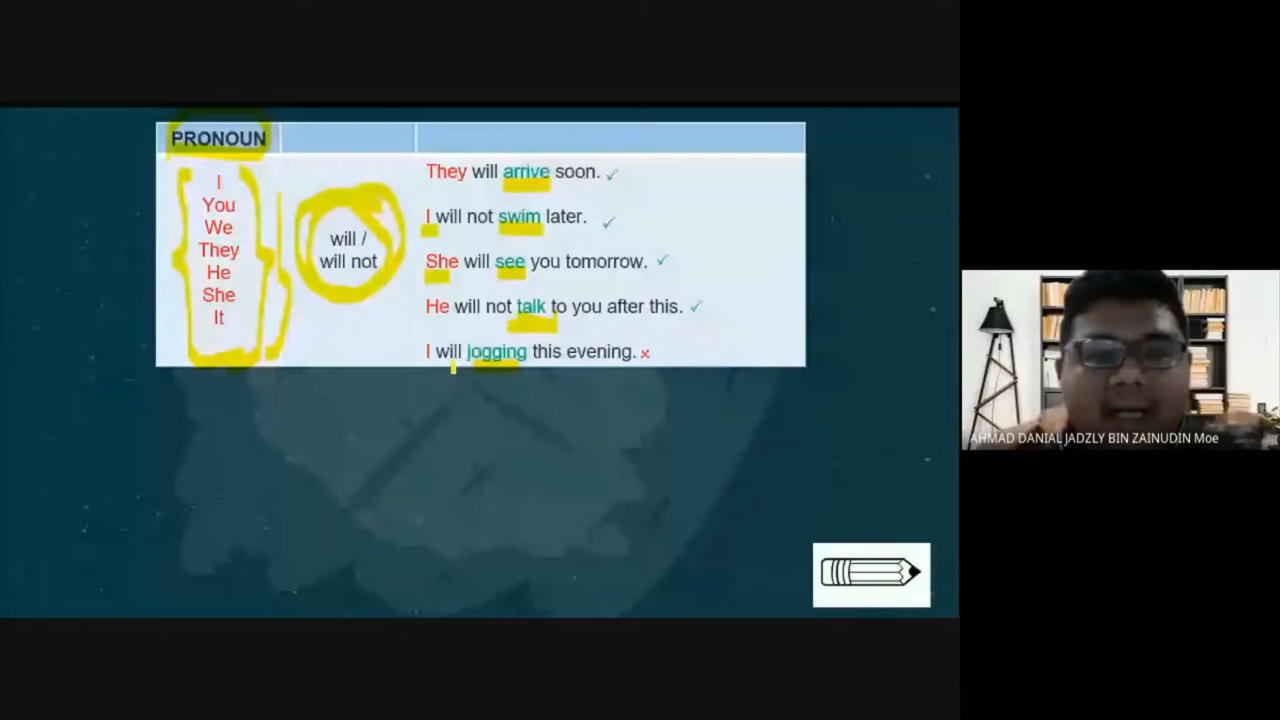 PRONOUN
I
You
We
They
He
She
It
will /
will not
They will arrive soon. ✓
I will not swim later. ✓
She will see you tomorrow. ✓
He will not talk to you after this. ✓
I will jogging this evening. x
AHMAD DANIAL JADZLY BIN ZAINUDIN Moe